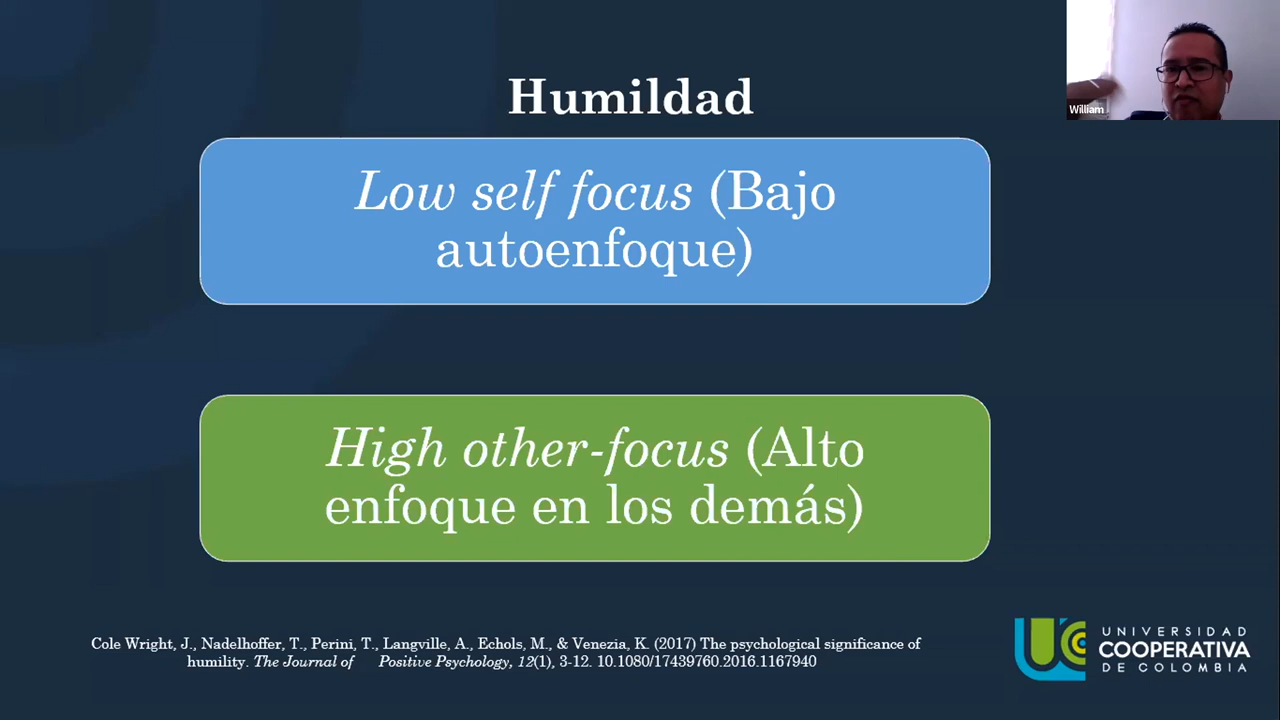 William
Humildad
Low self focus (Bajo
autoenfoque)
High other-focus (Alto
enfoque en los demás)
Cole Wright, J., Nadelhoffer, T., Perini, T., Langville, A., Echols, M., & Venezia, K. (2017) The psychological significance of
humility. The Journal of Positive Psychology, 12(1), 3-12. 10.1080/17439760.2016.1167940
UCC
UNIVERSIDAD
COOPERATIVA
DE COLOMBIA